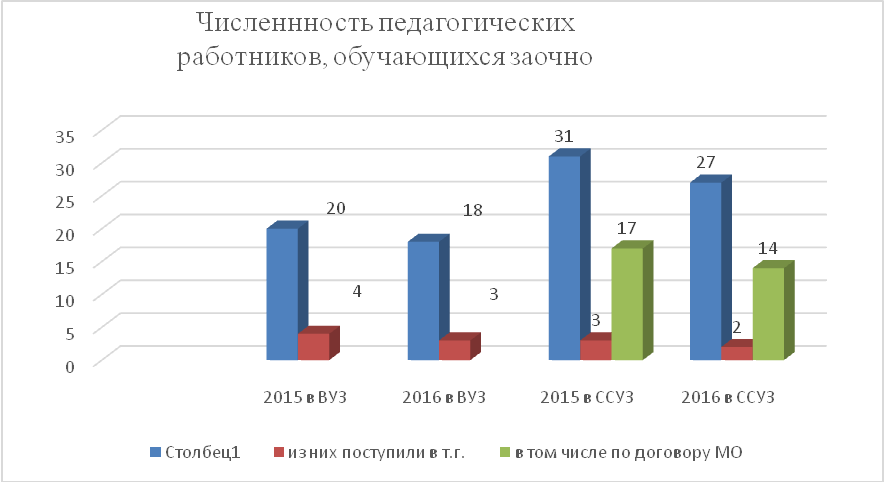 Численнность педагогических
работников, обучающихся заочно
35
30
25
20
15
10
5
0
20
4
18
3
31
3
17
27
2
14
2015 в ВУЗ
2016 в ВУЗ
2015 в ССУЗ
2016 в ССУЗ
Столбец1
из них поступили в т.г.
в том числе по договору МО